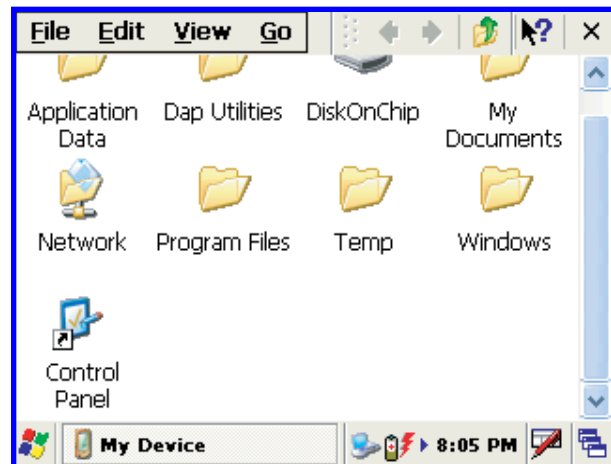 File Edit View Go ?
Application Data Dap Utilities DiskOnChip My Documents
Network Program Files Temp Windows
Control Panel
My Device 8:05 PM